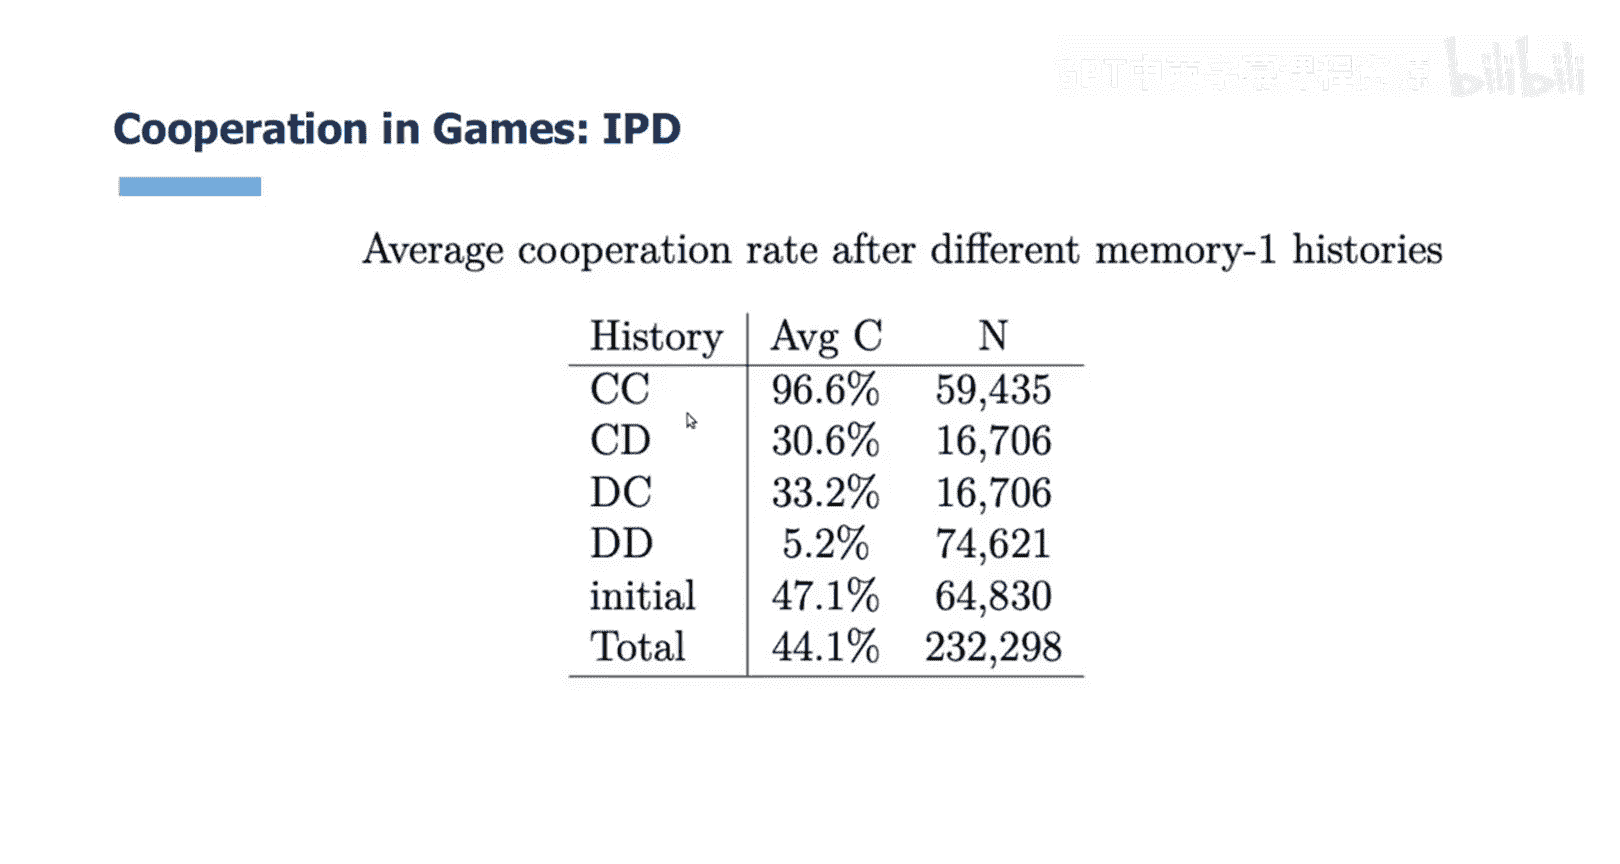 bilibili
Cooperation in Games: IPD
Average cooperation rate after different memory-1 histories
History Avg C N
CC 96.6% 59,435
CD 30.6% 16,706
DC 33.2% 16,706
DD 5.2% 74,621
initial 47.1% 64,830
Total 44.1% 232,298